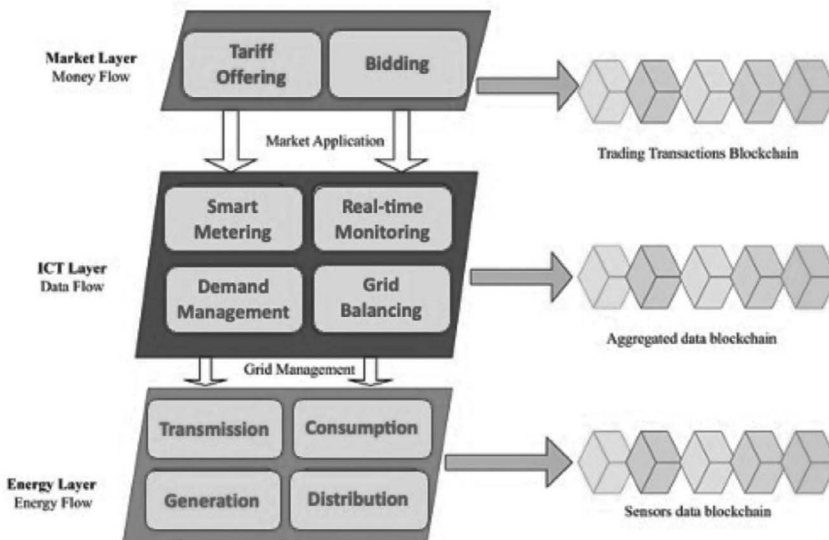 Market Layer
Money Flow
Tariff
Offering
Bidding
Trading Transactions Blockchain
Market Application
ICT Layer
Data Flow
Smart
Metering
Real-time
Monitoring
Demand
Management
Grid
Balancing
Aggregated data blockchain
Grid Management
Energy Layer
Energy Flow
Transmission
Consumption
Generation
Distribution
Sensors data blockchain